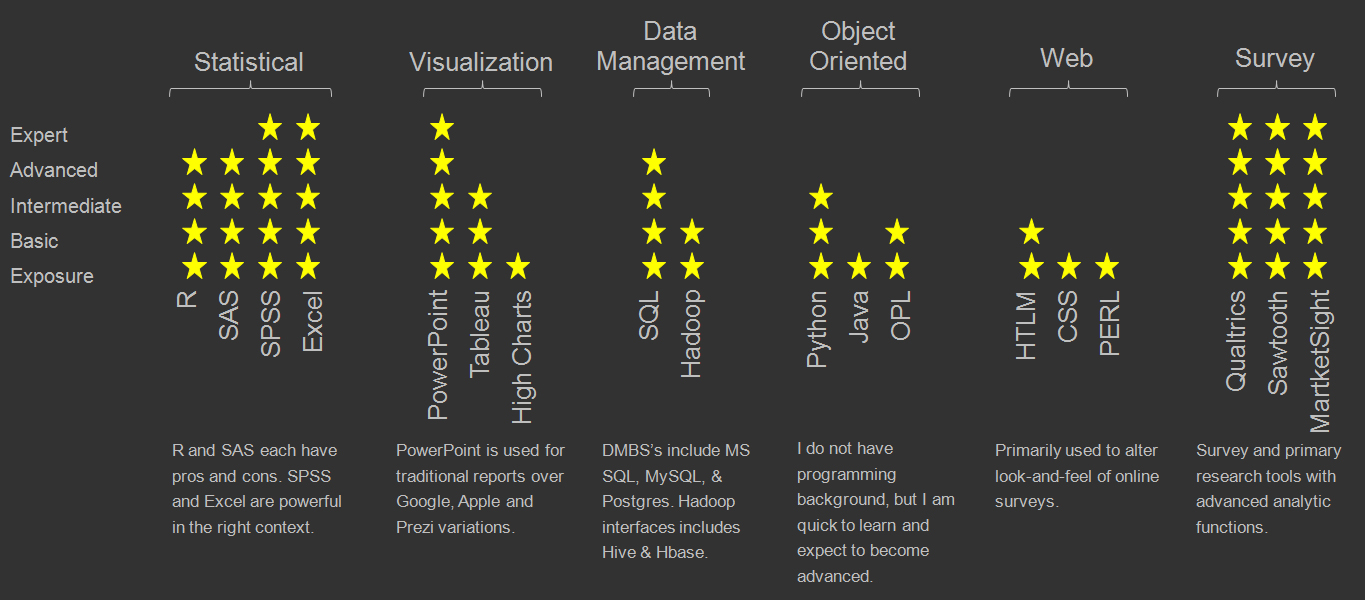 Statistical
Visualization
Data
Management
Object
Oriented
Web
Survey
Expert
Advanced
Intermediate
Basic
Exposure
R
SAS
SPSS
Excel
PowerPoint
Tableau
High Charts
SQL
Hadoop
Python
Java
OPL
HTLM
CSS
PERL
Qualtrics
Sawtooth
MartketSight
R and SAS each have
pros and cons. SPSS
and Excel are powerful
in the right context.
PowerPoint is used for
traditional reports over
Google, Apple and
Prezi variations.
DMBS's include MS
SQL, MySQL, &
Postgres. Hadoop
interfaces includes
Hive & Hbase.
I do not have
programming
background, but I am
quick to learn and
expect to become
advanced.
Primarily used to alter
look-and-feel of online
surveys.
Survey and primary
research tools with
advanced analytic
functions.